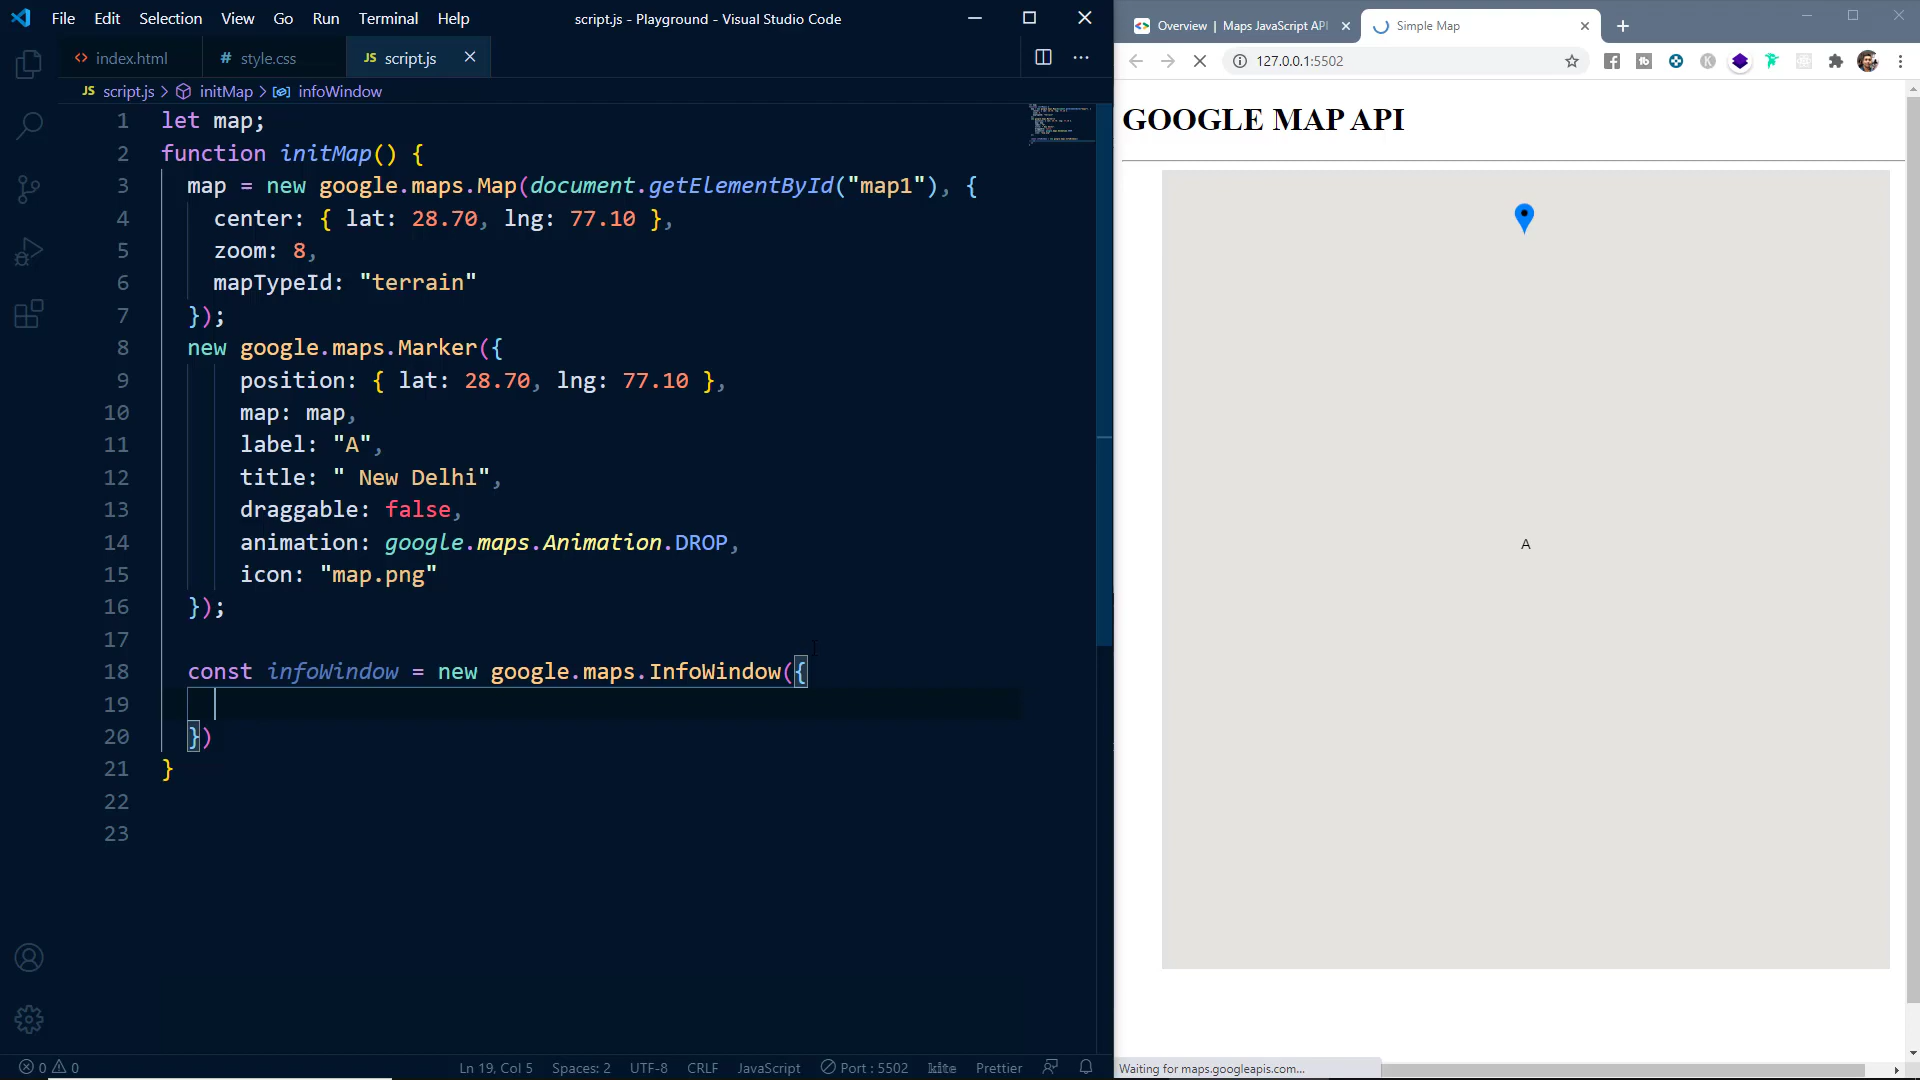 File Edit Selection View Go Run Terminal Help
script.js - Playground - Visual Studio Code
<> index.html
# style.css
JS script.js
JS script.js > initMap > infoWindow
1 let map;
2 function initMap() {
3 map = new google.maps.Map(document.getElementById("map1"), {
4 center: { lat: 28.70, lng: 77.10 },
5 zoom: 8,
6 mapTypeId: "terrain"
7 });
8 new google.maps.Marker({
9 position: { lat: 28.70, lng: 77.10 },
10 map: map,
11 label: "A",
12 title: " New Delhi",
13 draggable: false,
14 animation: google.maps.Animation.DROP,
15 icon: "map.png"
16 });
17
18 const infoWindow = new google.maps.InfoWindow({
19
20 })
21 }
22
23
0 0
Ln 19, Col 5 Spaces: 2 UTF-8 CRLF JavaScript Port : 5502 kite Prettier
Overview | Maps JavaScript API
Simple Map
127.0.0.1:5502
GOOGLE MAP API
A
Waiting for maps.googleapis.com...